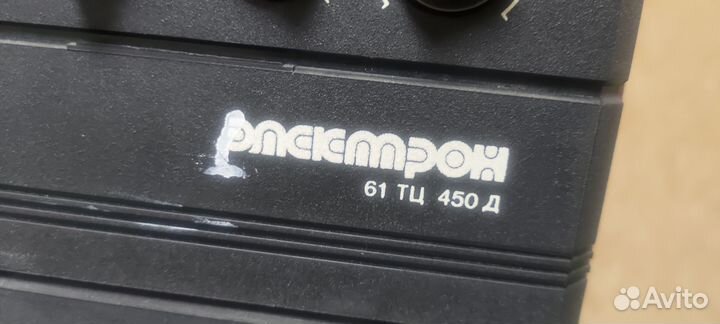 электрон
61 ТЦ 450 Д
Avito